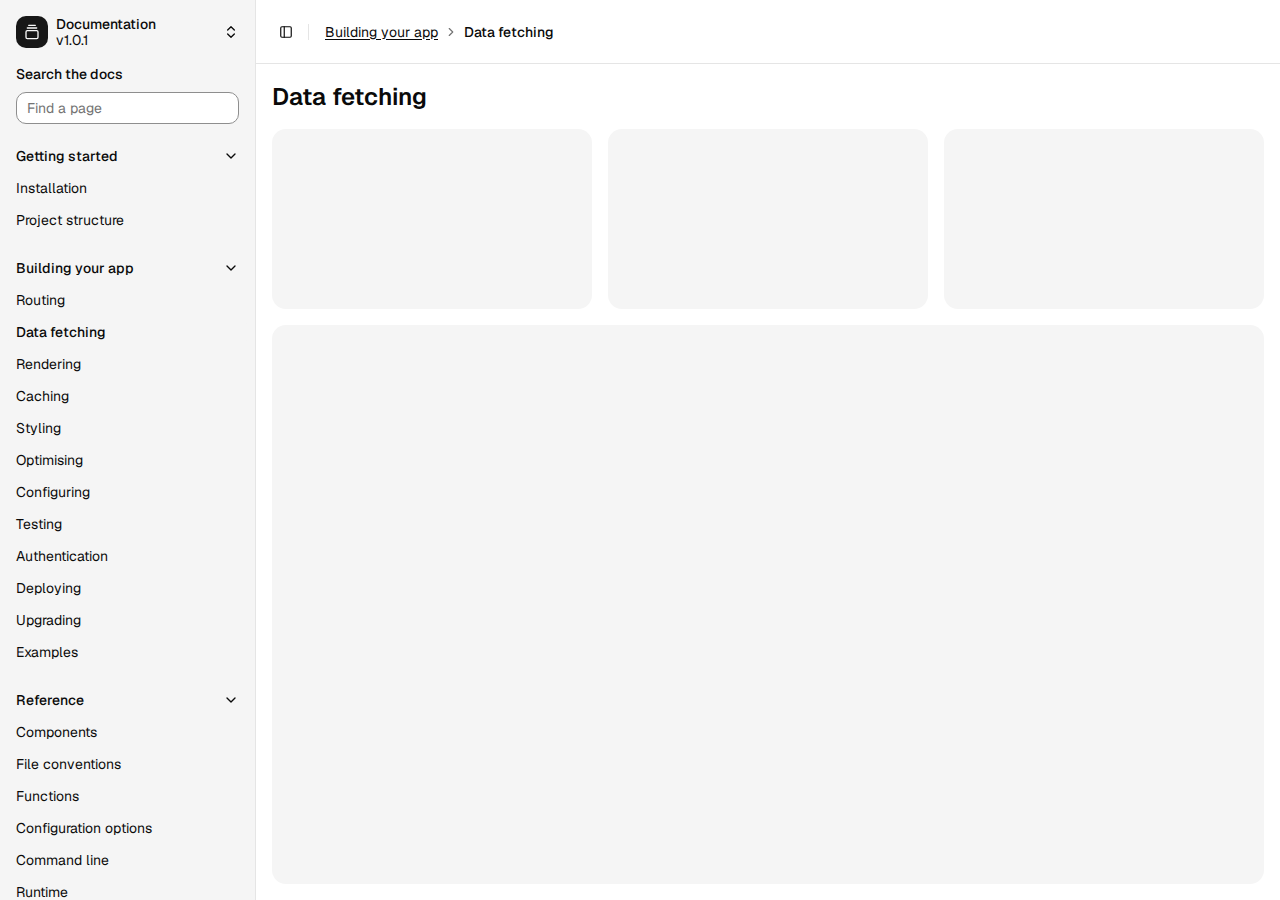 Documentation
v1.0.1
Search the docs
Find a page
Getting started
Installation
Project structure
Building your app
Routing
Data fetching
Rendering
Caching
Styling
Optimising
Configuring
Testing
Authentication
Deploying
Upgrading
Examples
Reference
Components
File conventions
Functions
Configuration options
Command line
Runtime
Building your app > Data fetching
Data fetching